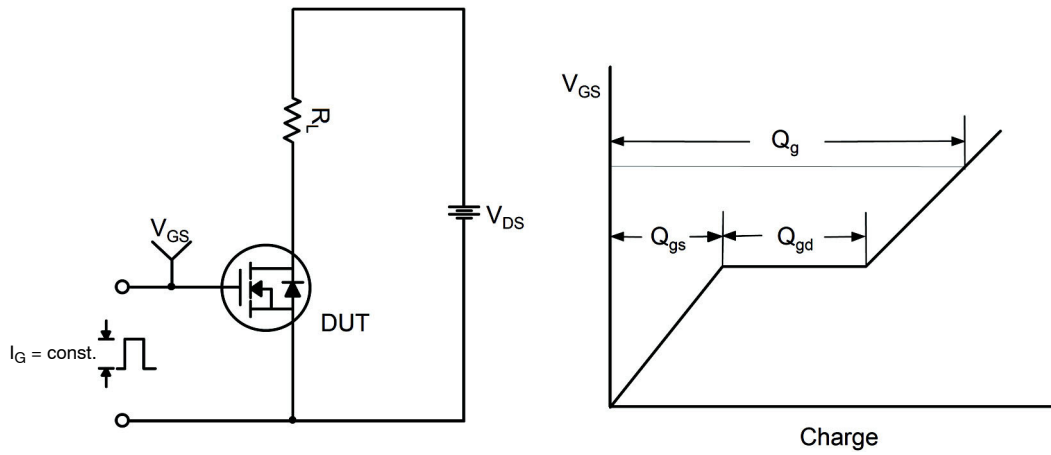 R_L
V_GS
V_DS
DUT
I_G = const.
V_GS
Q_g
Q_gs
Q_gd
Charge